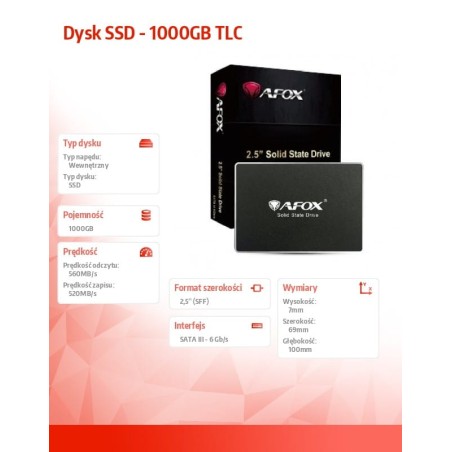 Dysk SSD - 1000GB TLC
AFOX
2.5" Solid State Drive
AFOX
Solid State Drive
Typ dysku
Typ napędu:
Wewnętrzny
Typ dysku:
SSD
Pojemność
1000GB
Prędkość
Prędkość odczytu:
560MB/s
Prędkość zapisu:
520MB/s
Format szerokości
2,5" (SFF)
Interfejs
SATA III - 6 Gb/s
Wymiary
Y
X
Wysokość:
7mm
Szerokość:
69mm
Głębokość:
100mm